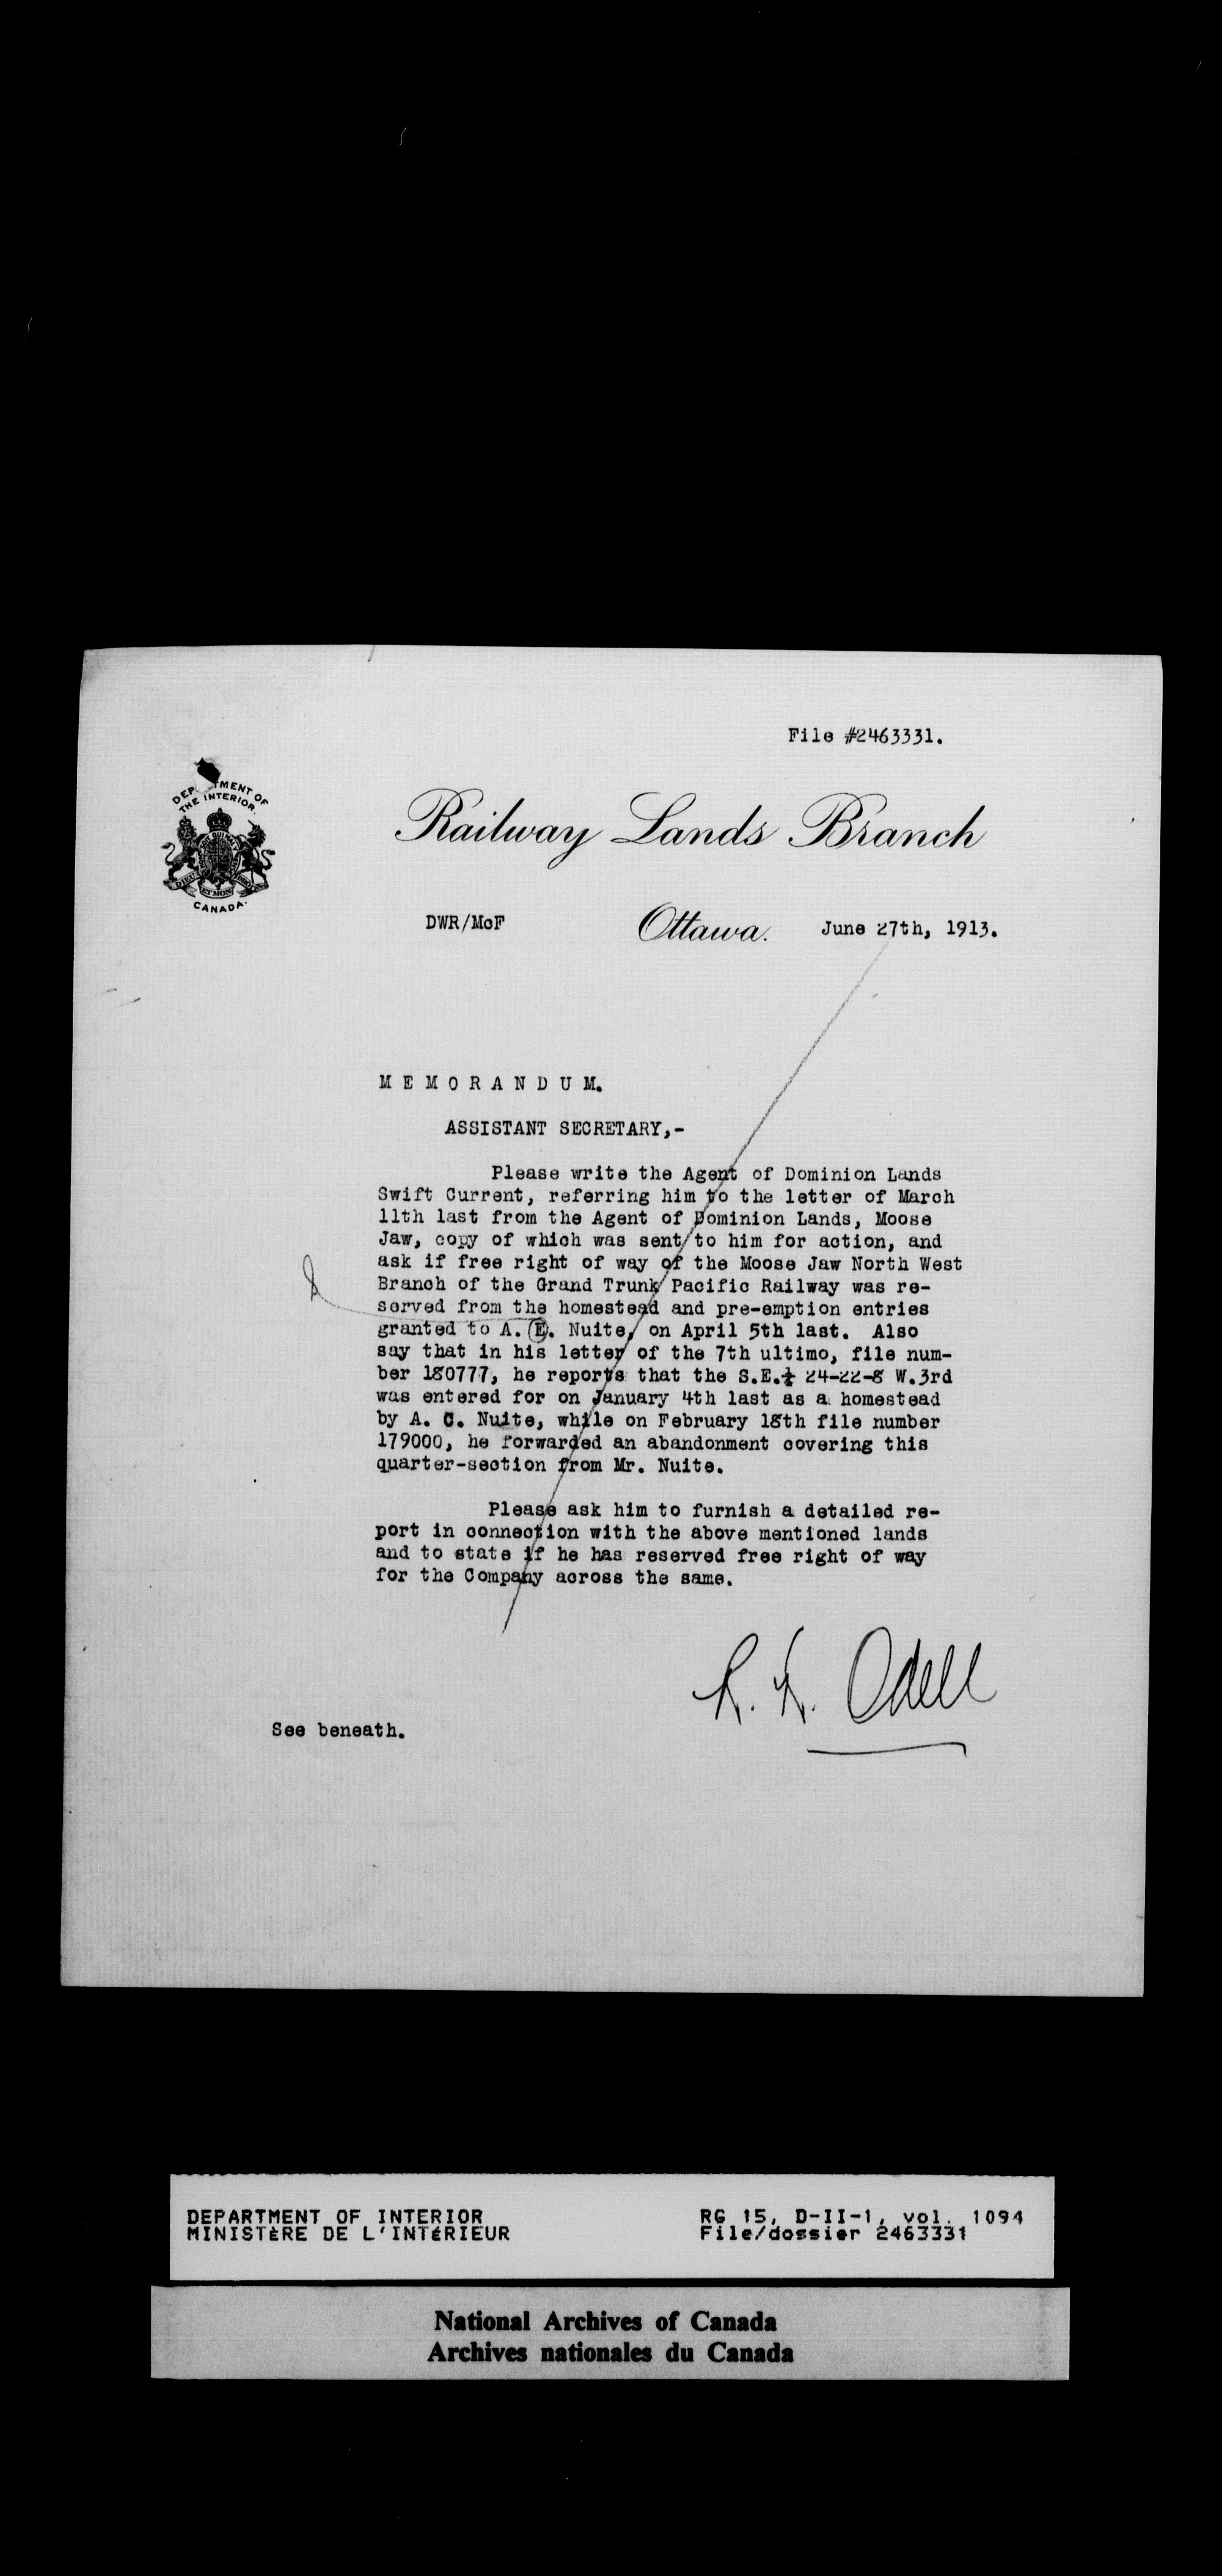 File #2463331.
DEPARTMENT OF
THE INTERIOR.
CANADA.
Railway Lands Branch
DWR/McF
Ottawa. June 27th, 1913.
M E M O R A N D U M.
ASSISTANT SECRETARY,-
Please write the Agent of Dominion Lands
Swift Current, referring him to the letter of March
11th last from the Agent of Dominion Lands, Moose
Jaw, copy of which was sent to him for action, and
ask if free right of way of the Moose Jaw North West
Branch of the Grand Trunk Pacific Railway was re-
served from the homestead and pre-emption entries
granted to A. E. Nuite, on April 5th last. Also
say that in his letter of the 7th ultimo, file num-
ber 180777, he reports that the S.E.¼ 24-22-8 W.3rd
was entered for on January 4th last as a homestead
by A. C. Nuite, while on February 18th file number
179000, he forwarded an abandonment covering this
quarter-section from Mr. Nuite.
Please ask him to furnish a detailed re-
port in connection with the above mentioned lands
and to state if he has reserved free right of way
for the Company across the same.
Odell
See beneath.
DEPARTMENT OF INTERIOR
MINISTÈRE DE L'INTÉRIEUR
RG 15, D-II-1, vol. 1094
File/dossier 2463331
National Archives of Canada
Archives nationales du Canada